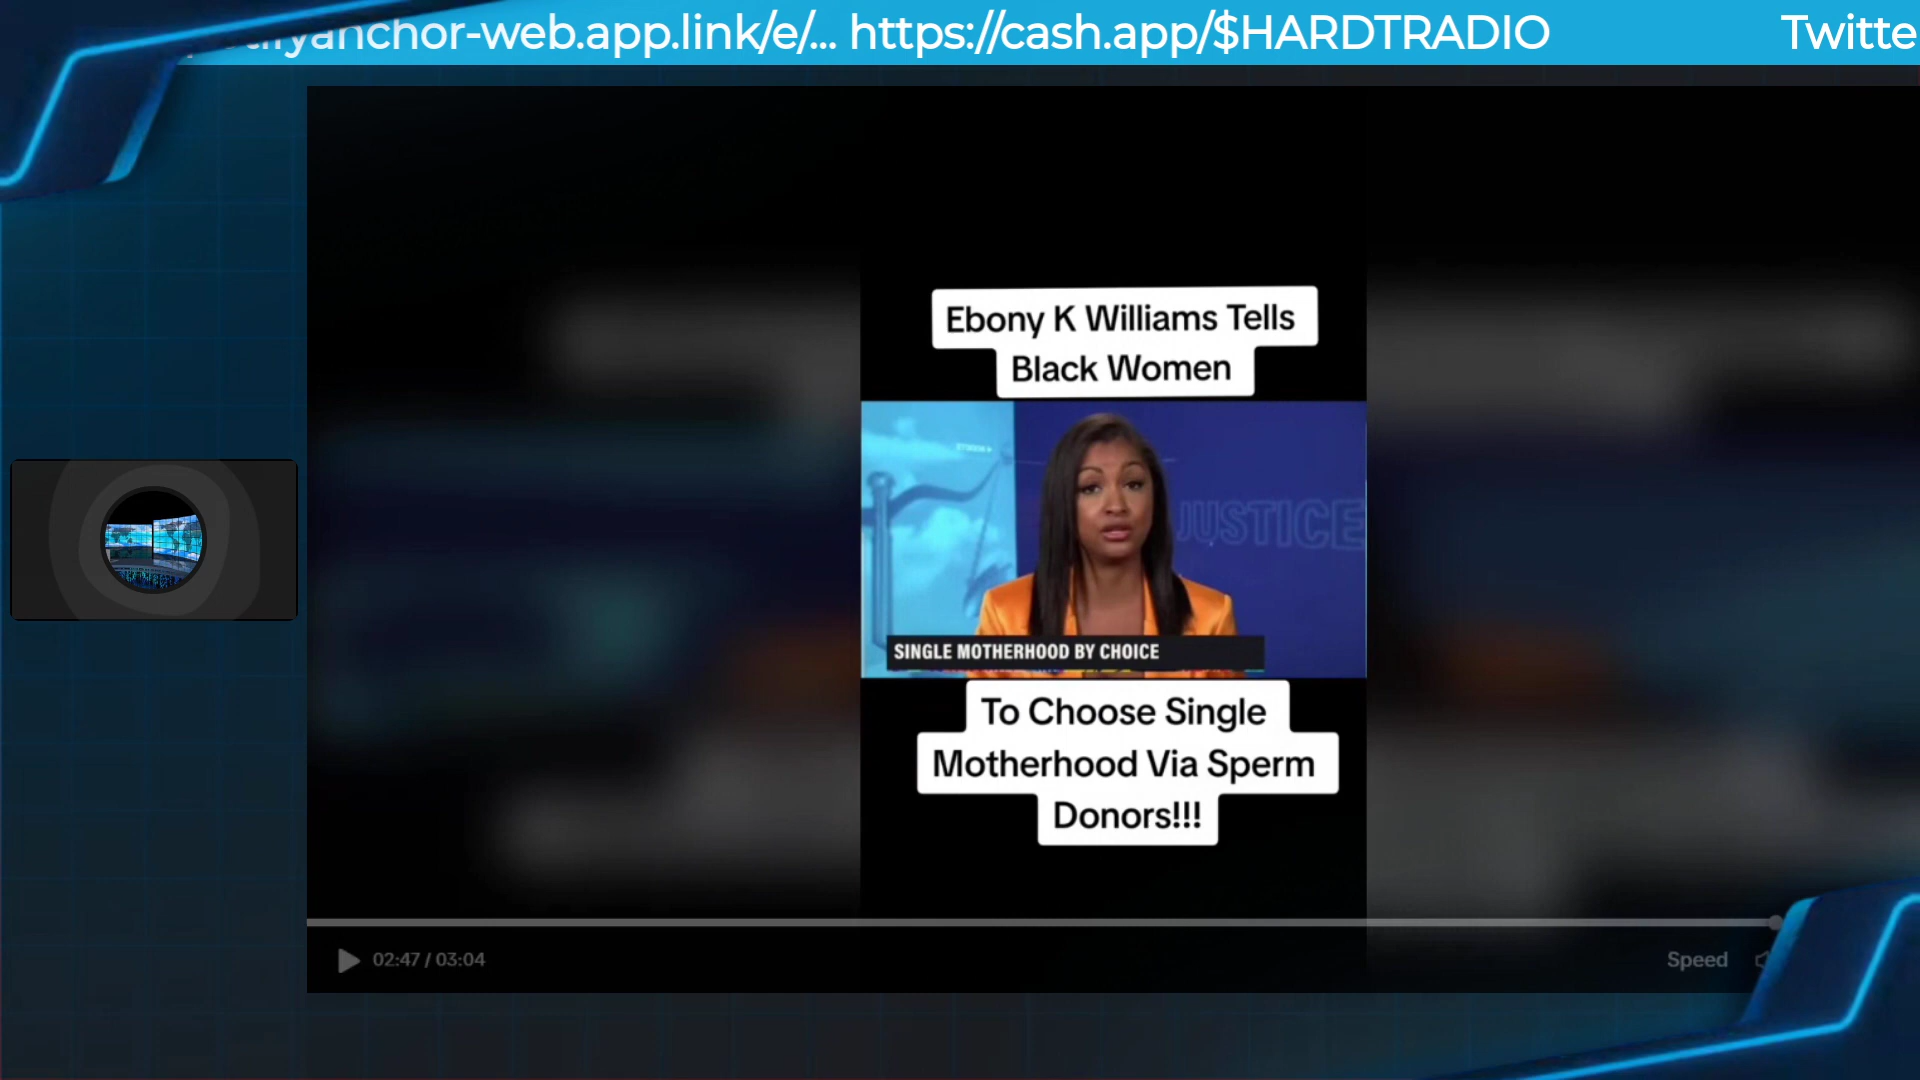 anchor-web.app.link/e/... https://cash.app/$HARDTRADIO Twitte
Ebony K Williams Tells
Black Women
JUSTICE
SINGLE MOTHERHOOD BY CHOICE
To Choose Single
Motherhood Via Sperm
Donors!!!
02:47 / 03:04
Speed